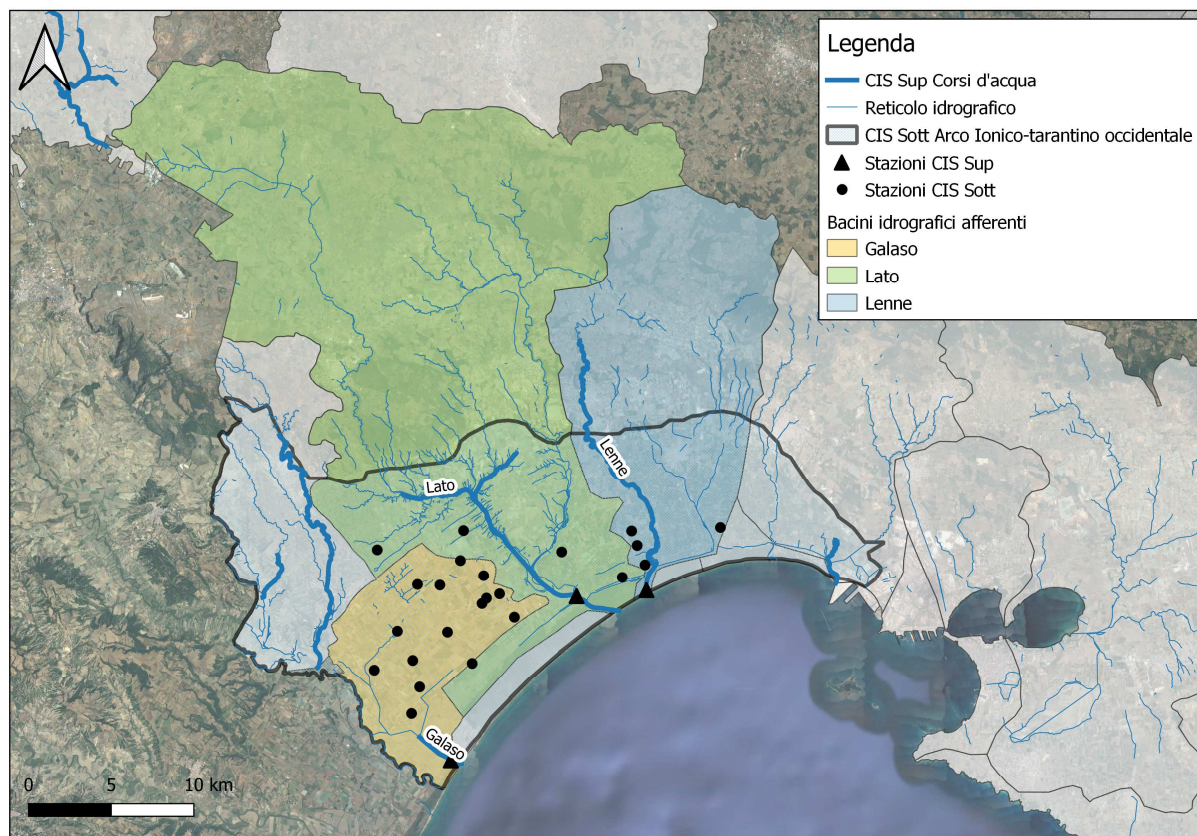 Legenda
CIS Sup Corsi d'acqua
Reticolo idrografico
CIS Sott Arco Ionico-tarantino occidentale
Stazioni CIS Sup
Stazioni CIS Sott
Bacini idrografici afferenti
Galaso
Lato
Lenne
Lenne
Lato
Galaso
0 5 10 km